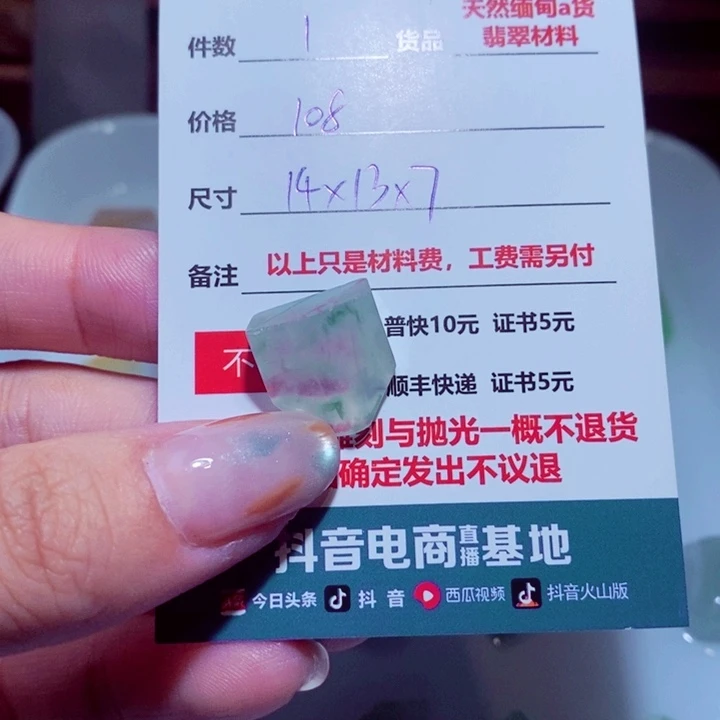 件数 1 货品 天然缅甸a货
翡翠材料
价格 108
尺寸 14×13×7
备注 以上只是材料费，工费需另付
不
普快10元 证书5元
顺丰快递 证书5元
刻与抛光一概不退货
确定发出不议退
抖音电商直播基地
今日头条 抖音 西瓜视频 抖音火山版